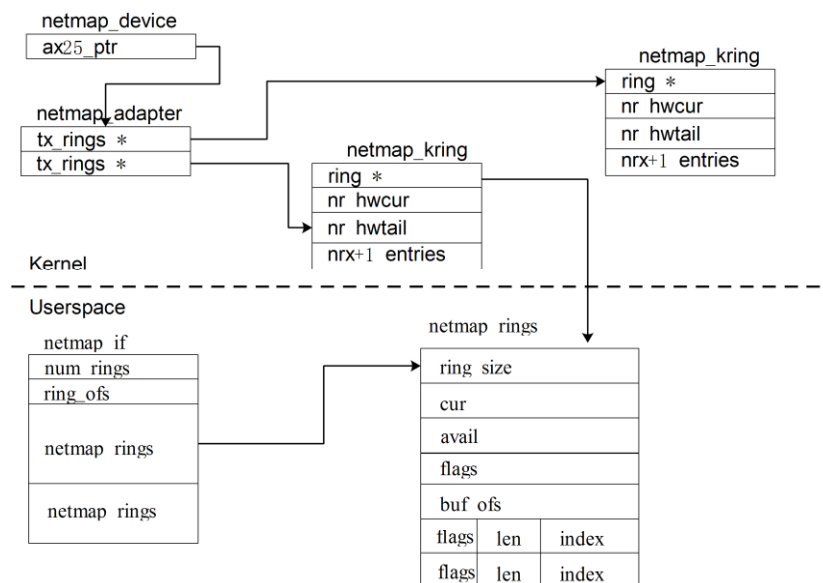 netmap_device
ax25_ptr
netmap_adapter
tx_rings *
tx_rings *
netmap_kring
ring *
nr hwcur
nr hwtail
nrx+1 entries
netmap_kring
ring *
nr hwcur
nr hwtail
nrx+1 entries
Kernel
Userspace
netmap if
num rings
ring_ofs
netmap rings
netmap rings
netmap rings
ring size
cur
avail
flags
buf ofs
flags len index
flags len index